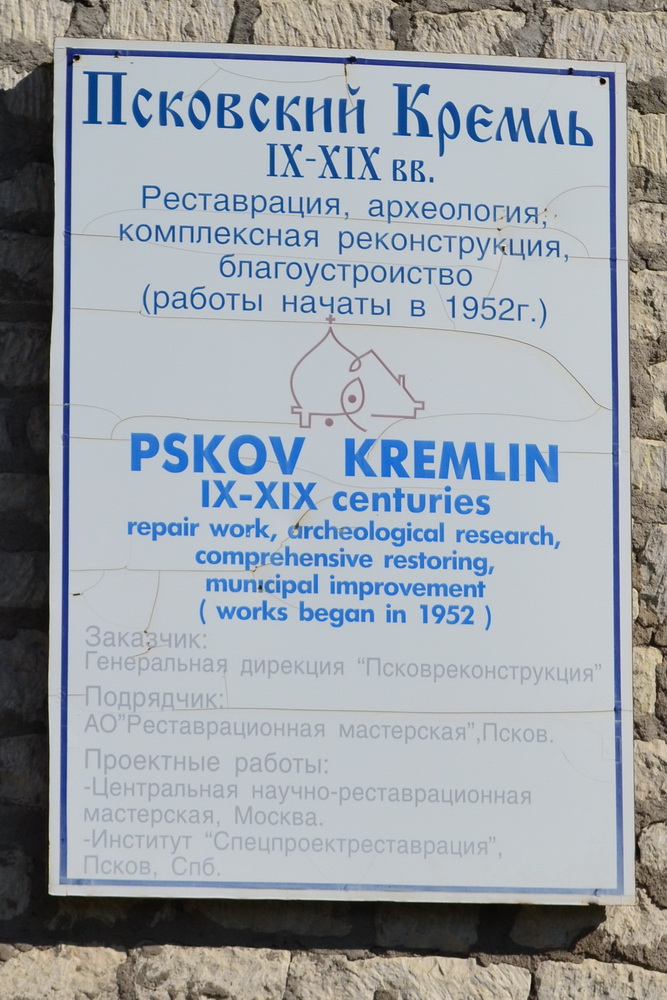 Псковский Кремль
IX-XIX вв.
Реставрация, археология,
комплексная реконструкция,
благоустроиство
(работы начаты в 1952г.)
PSKOV KREMLIN
IX-XIX centuries
repair work, archeological research,
comprehensive restoring,
municipal improvement
( works began in 1952 )
Заказчик:
Генеральная дирекция “Псковреконструкция”
Подрядчик:
АО”Реставрационная мастерская”,Псков.
Проектные работы:
-Центральная научно-реставрационная
мастерская, Москва.
-Институт “Спецпроектреставрация”,
Псков, Спб.